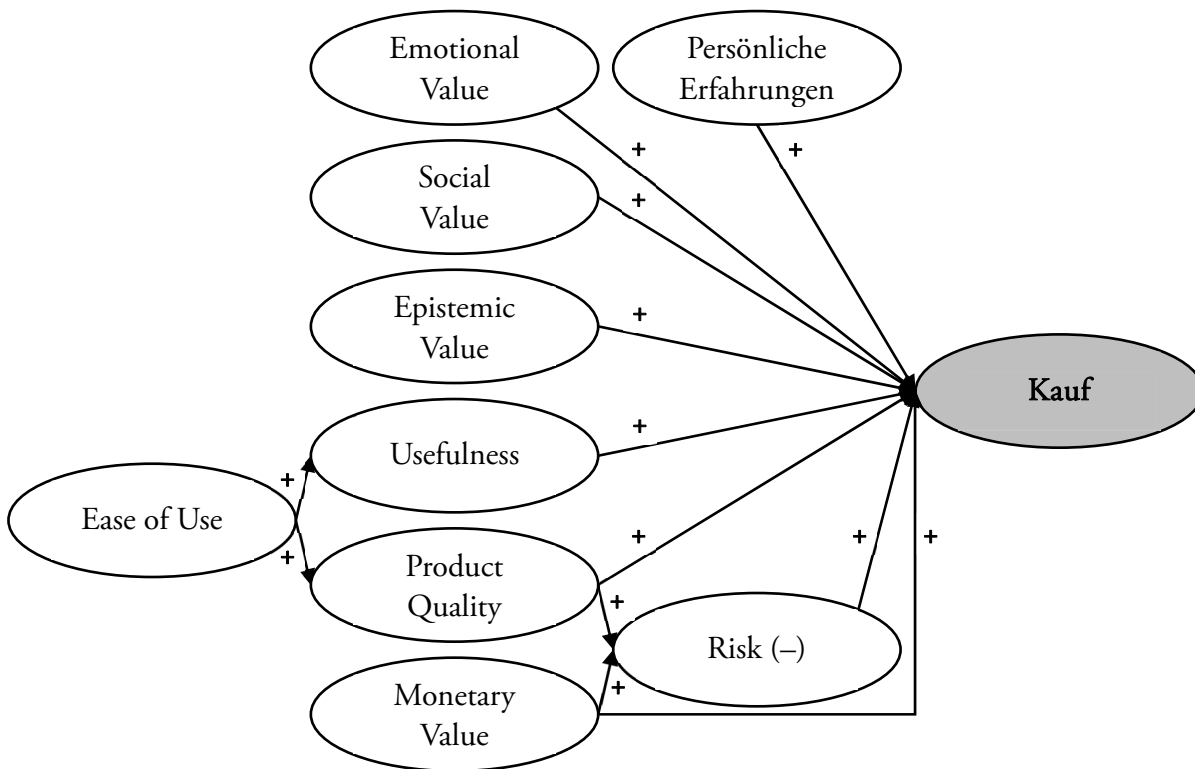 Emotional
Value
Persönliche
Erfahrungen
+
+
Social
Value
+
Epistemic
Value
+
Kauf
Usefulness
+
+
Ease of Use
+
Product
Quality
+
+
+
+
Risk (–)
+
Monetary
Value